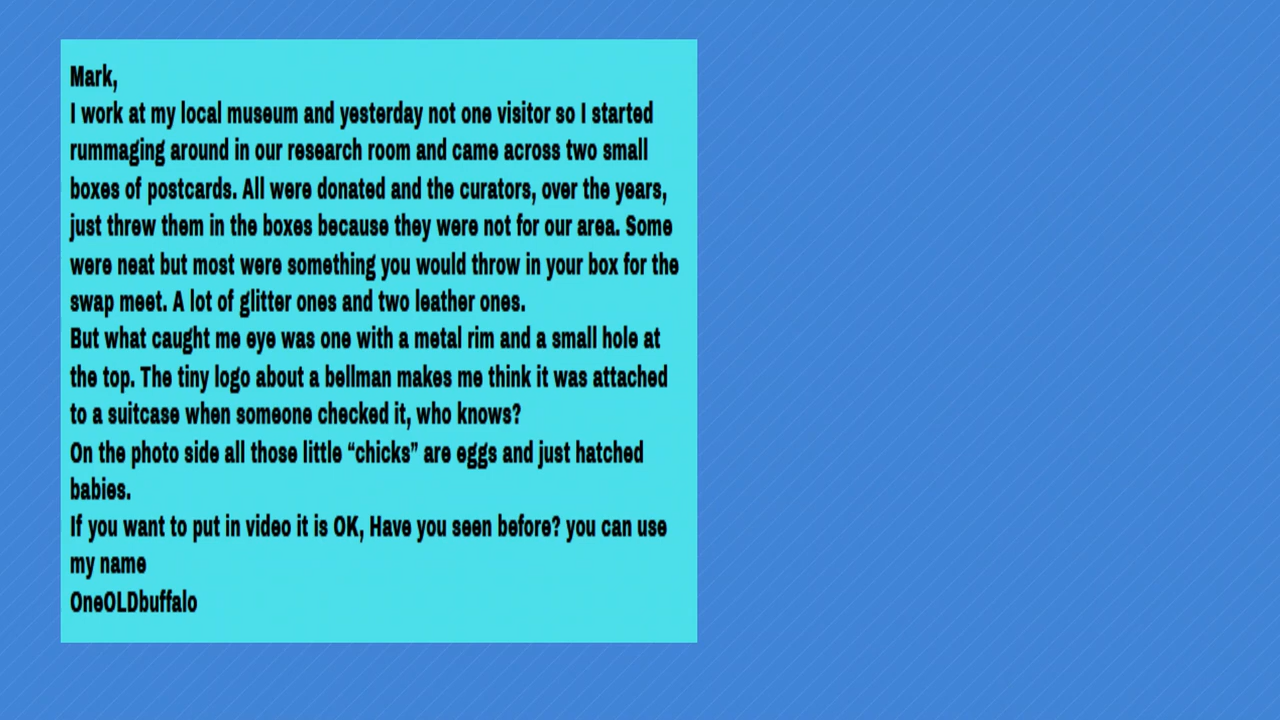 Mark,
I work at my local museum and yesterday not one visitor so I started
rummaging around in our research room and came across two small
boxes of postcards. All were donated and the curators, over the years,
just threw them in the boxes because they were not for our area. Some
were neat but most were something you would throw in your box for the
swap meet. A lot of glitter ones and two leather ones.
But what caught me eye was one with a metal rim and a small hole at
the top. The tiny logo about a bellman makes me think it was attached
to a suitcase when someone checked it, who knows?
On the photo side all those little “chicks” are eggs and just hatched
babies.
If you want to put in video it is OK, Have you seen before? you can use
my name
OneOLDbuffalo